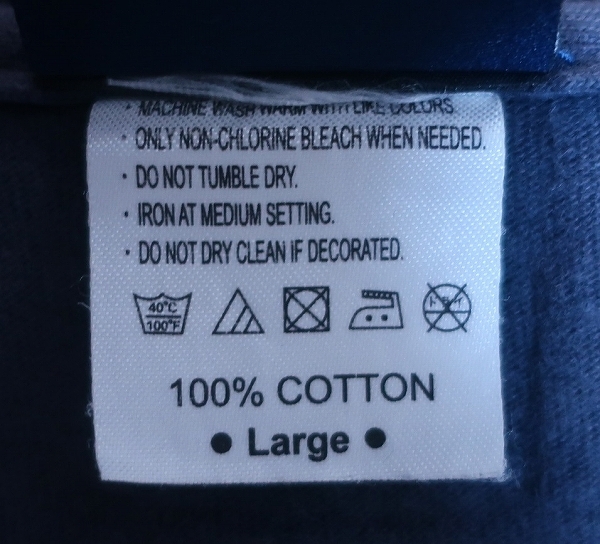 · MACHINE WASH WARM WITH LIKE COLORS.
· ONLY NON-CHLORINE BLEACH WHEN NEEDED.
· DO NOT TUMBLE DRY.
· IRON AT MEDIUM SETTING.
· DO NOT DRY CLEAN IF DECORATED.
40°C
100°F
100% COTTON
● Large ●